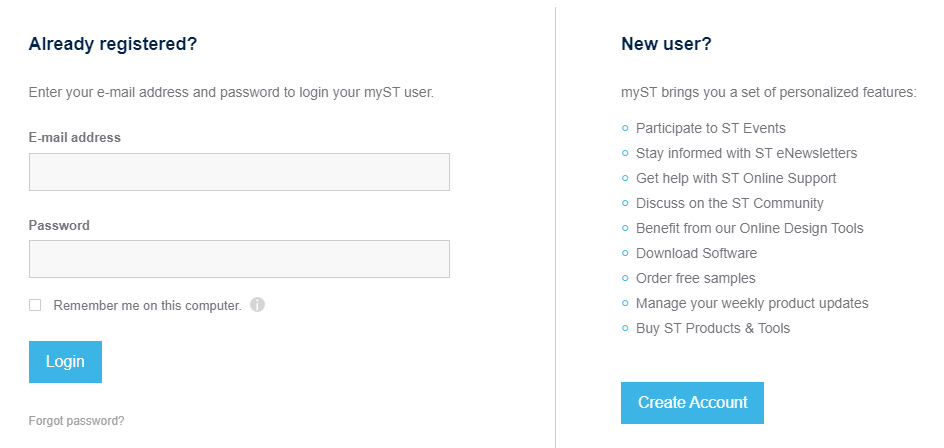 Already registered?
Enter your e-mail address and password to login your myST user.
E-mail address
Password
Remember me on this computer.
Login
Forgot password?
New user?
myST brings you a set of personalized features:
Participate to ST Events
Stay informed with ST eNewsletters
Get help with ST Online Support
Discuss on the ST Community
Benefit from our Online Design Tools
Download Software
Order free samples
Manage your weekly product updates
Buy ST Products & Tools
Create Account